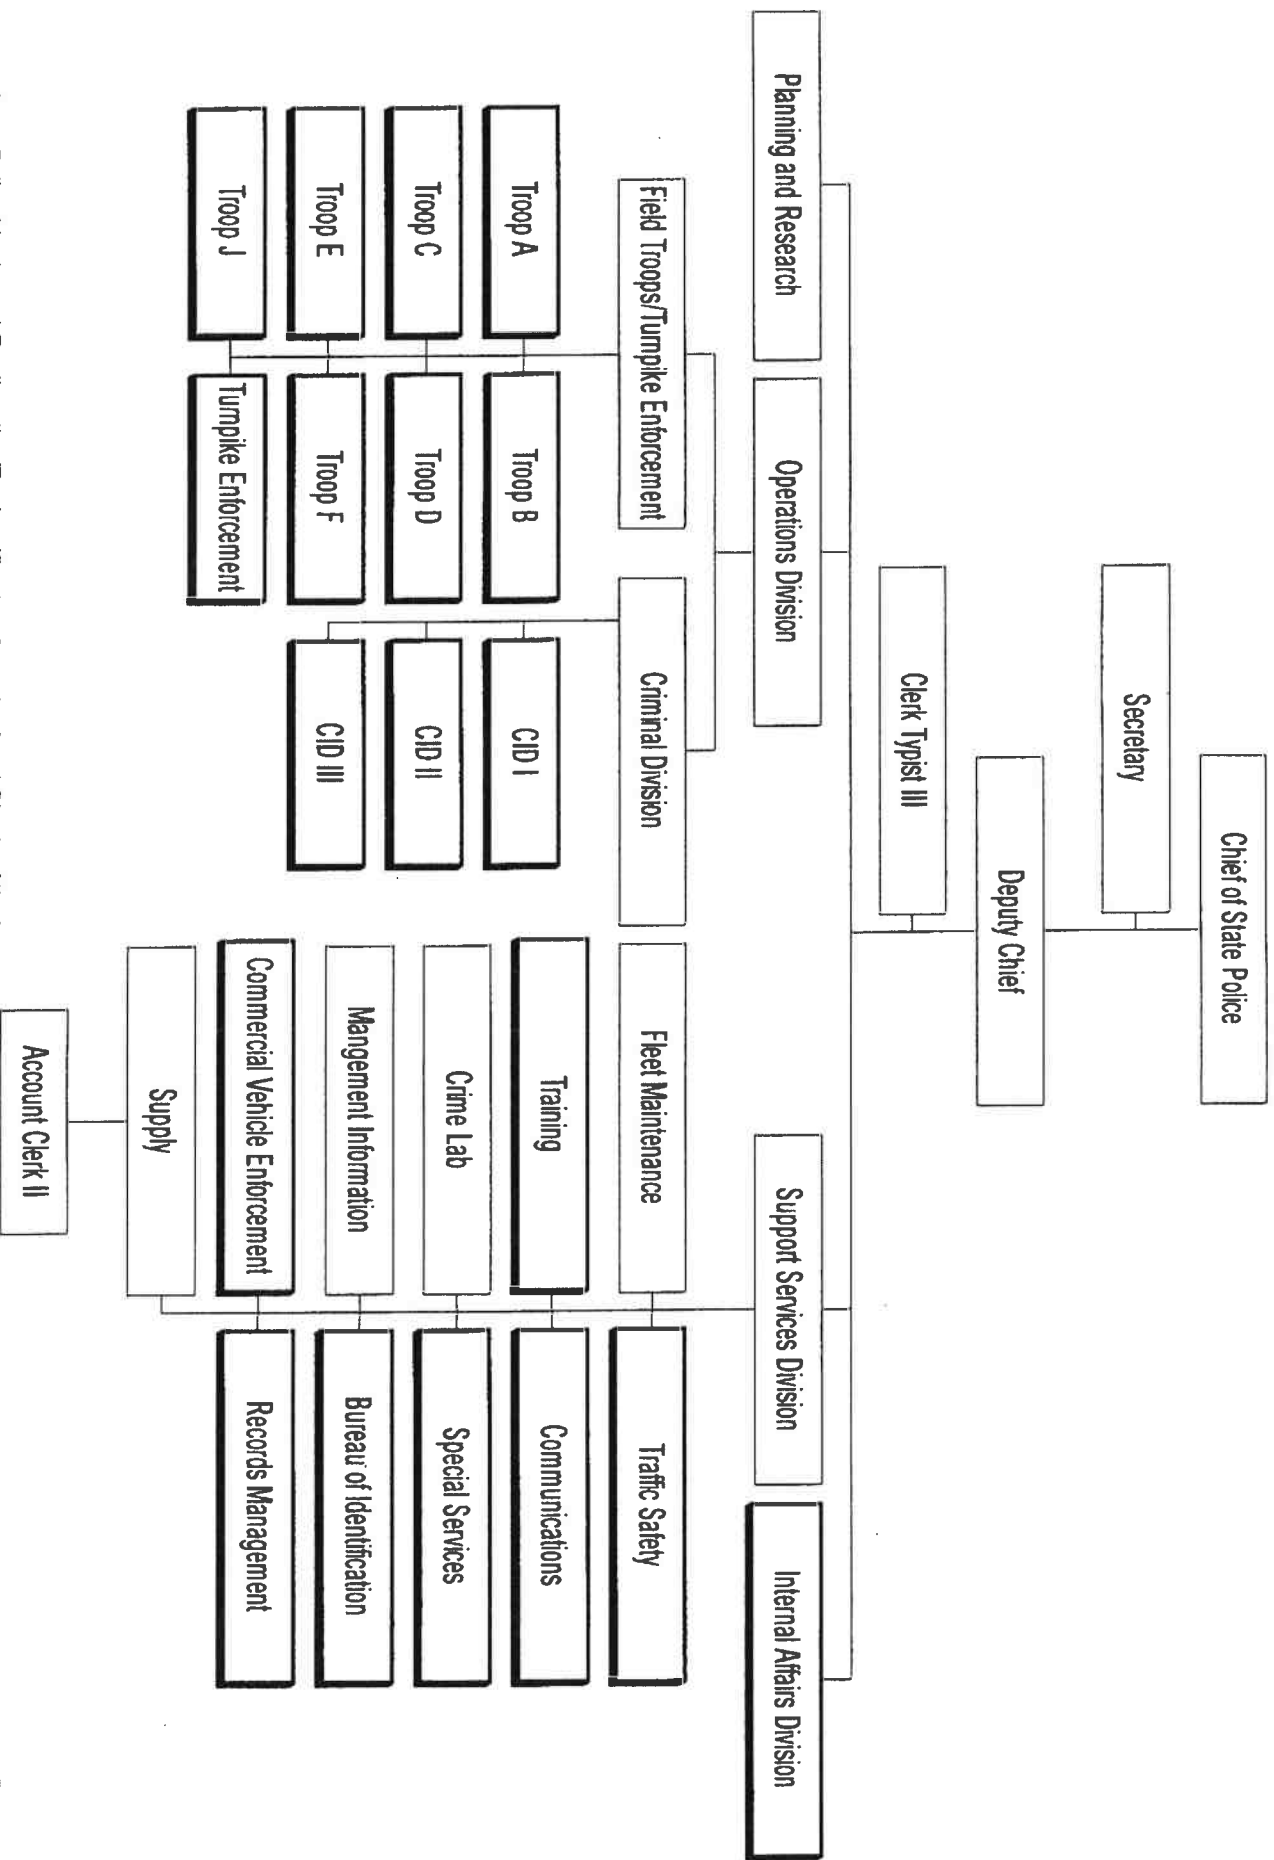 Chief of State Police
Secretary
Deputy Chief
Clerk Typist III
Planning and Research
Operations Division
Support Services Division
Internal Affairs Division
Field Troops/Turnpike Enforcement
Criminal Division
Fleet Maintenance
Traffic Safety
Troop A
Troop B
CID I
Training
Communications
Troop C
Troop D
CID II
Crime Lab
Special Services
Troop E
Troop F
CID III
Mangement Information
Bureau of Identification
Troop J
Turnpike Enforcement
Commercial Vehicle Enforcement
Records Management
Supply
Account Clerk II